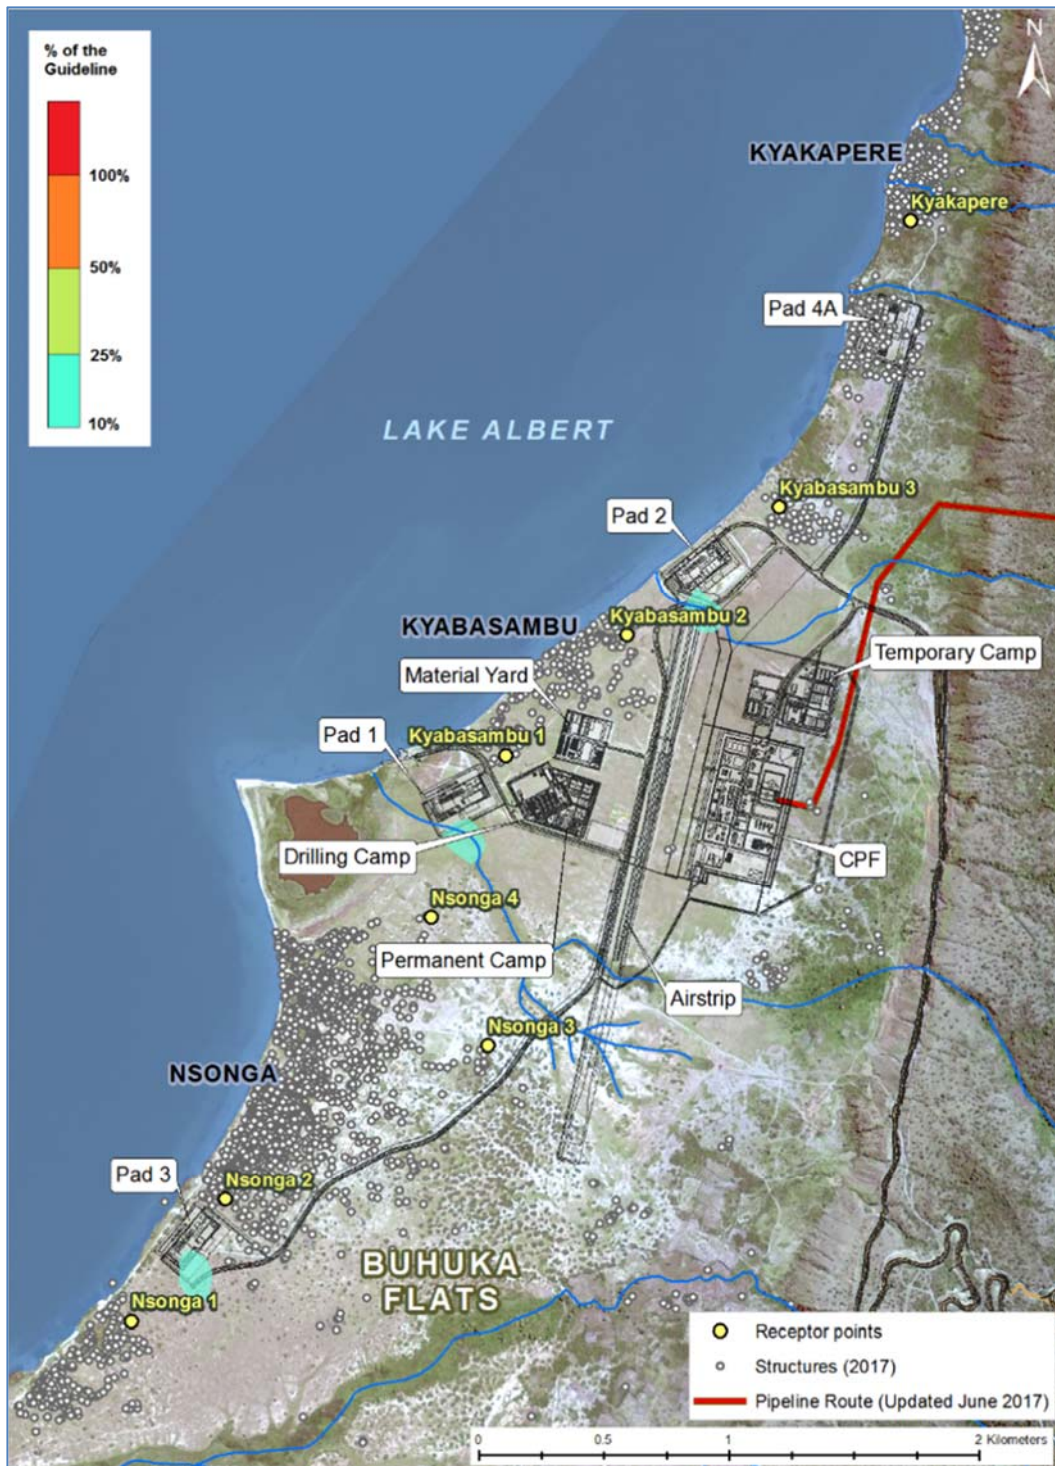 % of the
Guideline
100%
50%
25%
10%
N
KYAKAPERE
Kyakapere
Pad 4A
LAKE ALBERT
Kyabasambu 3
Pad 2
Kyabasambu 2
KYABASAMBU
Temporary Camp
Material Yard
Kyabasambu 1
Pad 1
Drilling Camp
CPF
Nsonga 4
Permanent Camp
Airstrip
Nsonga 3
NSONGA
Pad 3
Nsonga 2
BUHUKA
FLATS
Nsonga 1
Receptor points
Structures (2017)
Pipeline Route (Updated June 2017)
0 0.5 1 2 Kilometers